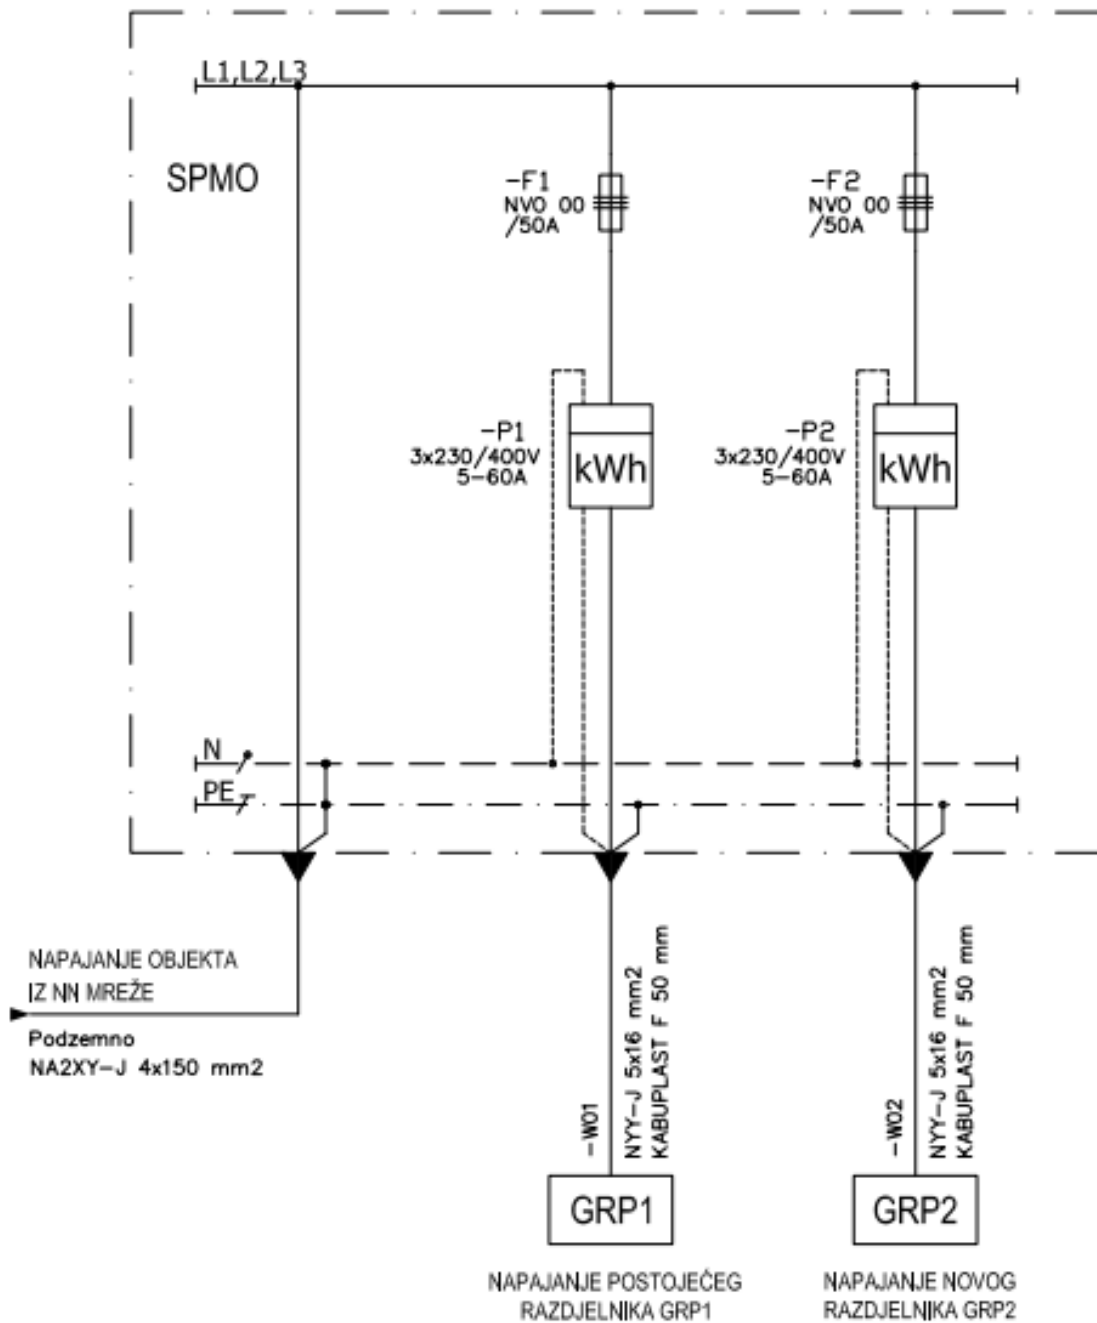 L1,L2,L3
SPMO
-F1
NVO 00
/50A
-F2
NVO 00
/50A
-P1
3x230/400V
5-60A
kWh
-P2
3x230/400V
5-60A
kWh
N
PE
NAPAJANJE OBJEKTA
IZ NN MREŽE
Podzemno
NA2XY-J 4x150 mm2
-W01
NYY-J 5x16 mm2
KABUPLAST F 50 mm
-W02
NYY-J 5x16 mm2
KABUPLAST F 50 mm
GRP1
GRP2
NAPAJANJE POSTOJEĆEG
RAZDJELNIKA GRP1
NAPAJANJE NOVOG
RAZDJELNIKA GRP2